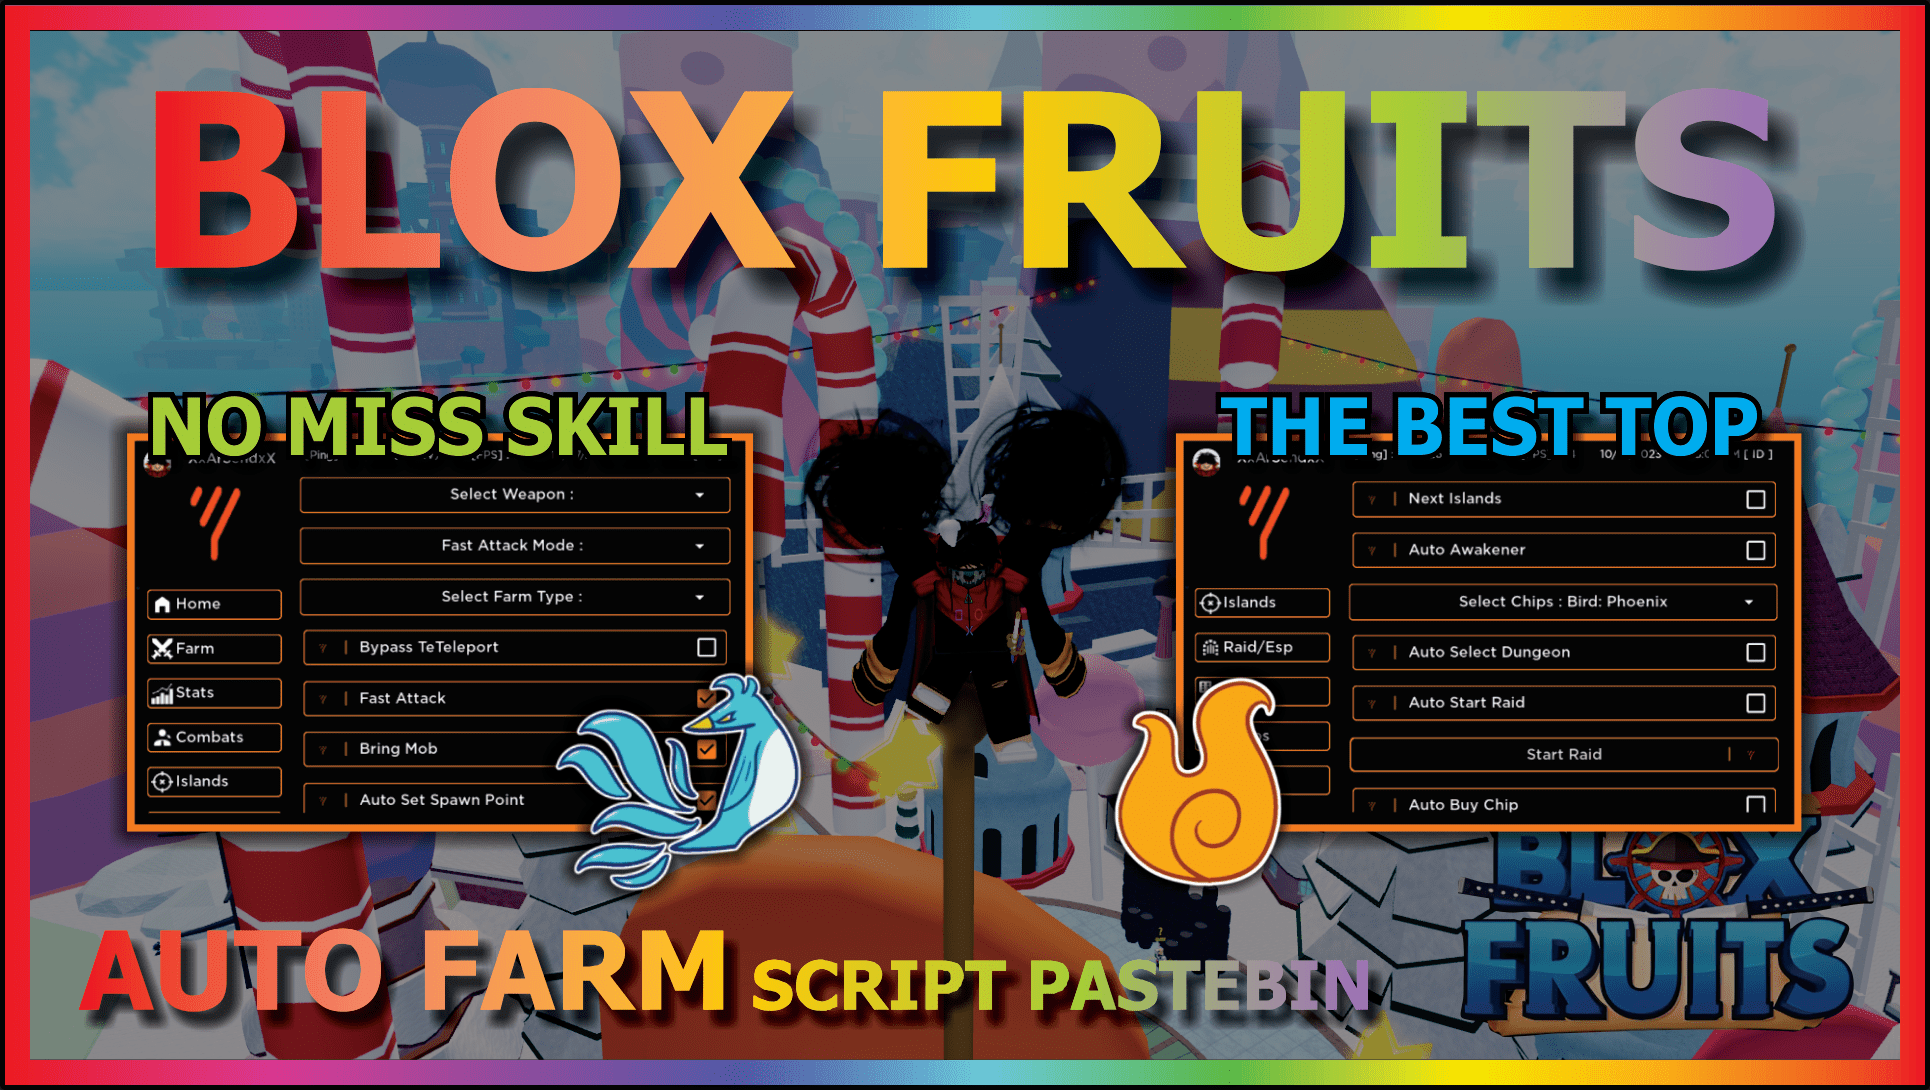 BLOX FRUITS
NO MISS SKILL
THE BEST TOP
Select Weapon :
Fast Attack Mode :
Select Farm Type :
Bypass TeTeleport
Fast Attack
Bring Mob
Auto Set Spawn Point
Home
Farm
Stats
Combats
Islands
10/
023
[ ID ]
Next Islands
Auto Awakener
Select Chips : Bird: Phoenix
Auto Select Dungeon
Auto Start Raid
Start Raid
Auto Buy Chip
Islands
Raid/Esp
AUTO FARM SCRIPT PASTEBIN
BLOX
FRUITS